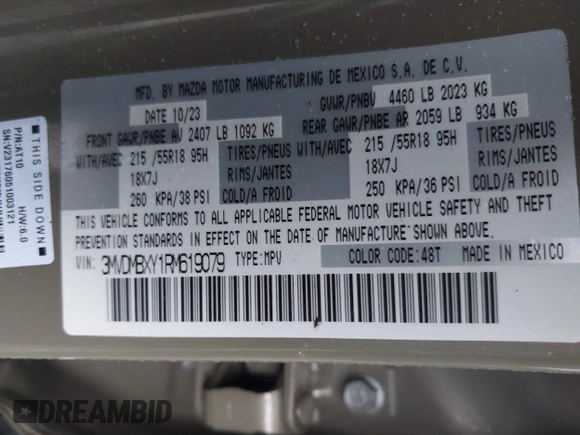 MFD. BY MAZDA MOTOR MANUFACTURING DE MEXICO S.A. DE C.V.
DATE 10/23
GVWR/PNBV 4460 LB 2023 KG
FRONT GAWR/PNBE AV 2407 LB 1092 KG
REAR GAWR/PNBE AR 2059 LB 934 KG
WITH/AVEC 215 /55R18 95H TIRES/PNEUS
18X7J RIMS/JANTES
260 KPA/38 PSI COLD/A FROID
WITH/AVEC 215 /55R18 95H TIRES/PNEUS
18X7J RIMS/JANTES
250 KPA/36 PSI COLD/A FROID
THIS VEHICLE CONFORMS TO ALL APPLICABLE FEDERAL MOTOR VEHICLE SAFETY AND THEFT
PREVENTION STANDARDS IN EFFECT ON THE DATE OF MANUFACTURE SHOWN ABOVE.
VIN: 3MVDMBXY1RM619079 TYPE:MPV
COLOR CODE:48T
MADE IN MEXICO
THIS SIDE DOWN
P/N:AT10 H/W:6.0
SN:V23176051003121
DREAMBID